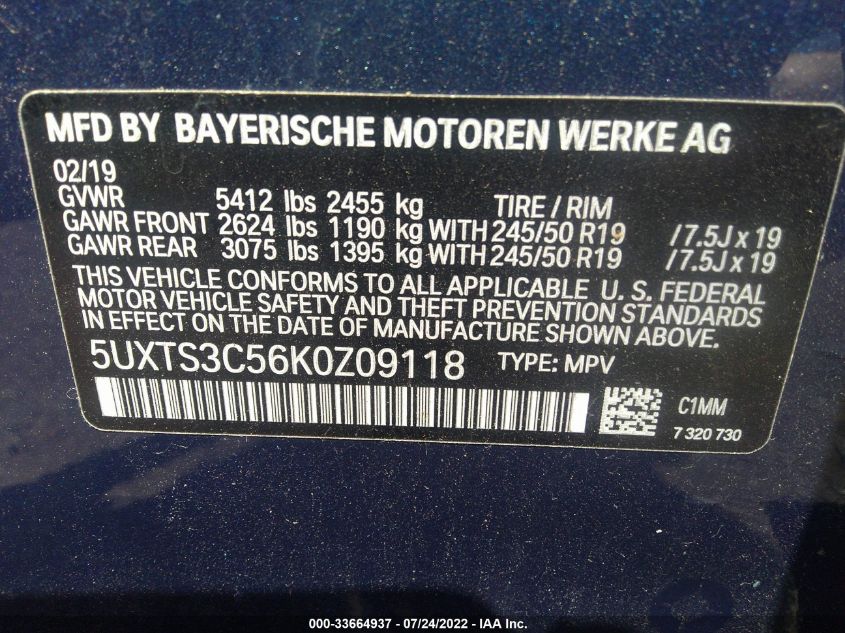 MFD BY BAYERISCHE MOTOREN WERKE AG
02/19
GVWR 5412 lbs 2455 kg TIRE / RIM
GAWR FRONT 2624 lbs 1190 kg WITH 245/50 R19 /7.5J x 19
GAWR REAR 3075 lbs 1395 kg WITH 245/50 R19 /7.5J x 19
THIS VEHICLE CONFORMS TO ALL APPLICABLE U. S. FEDERAL
MOTOR VEHICLE SAFETY AND THEFT PREVENTION STANDARDS
IN EFFECT ON THE DATE OF MANUFACTURE SHOWN ABOVE.
5UXTS3C56K0Z09118 TYPE: MPV
C1MM
7 320 730
000-33664937 - 07/24/2022 - IAA Inc.